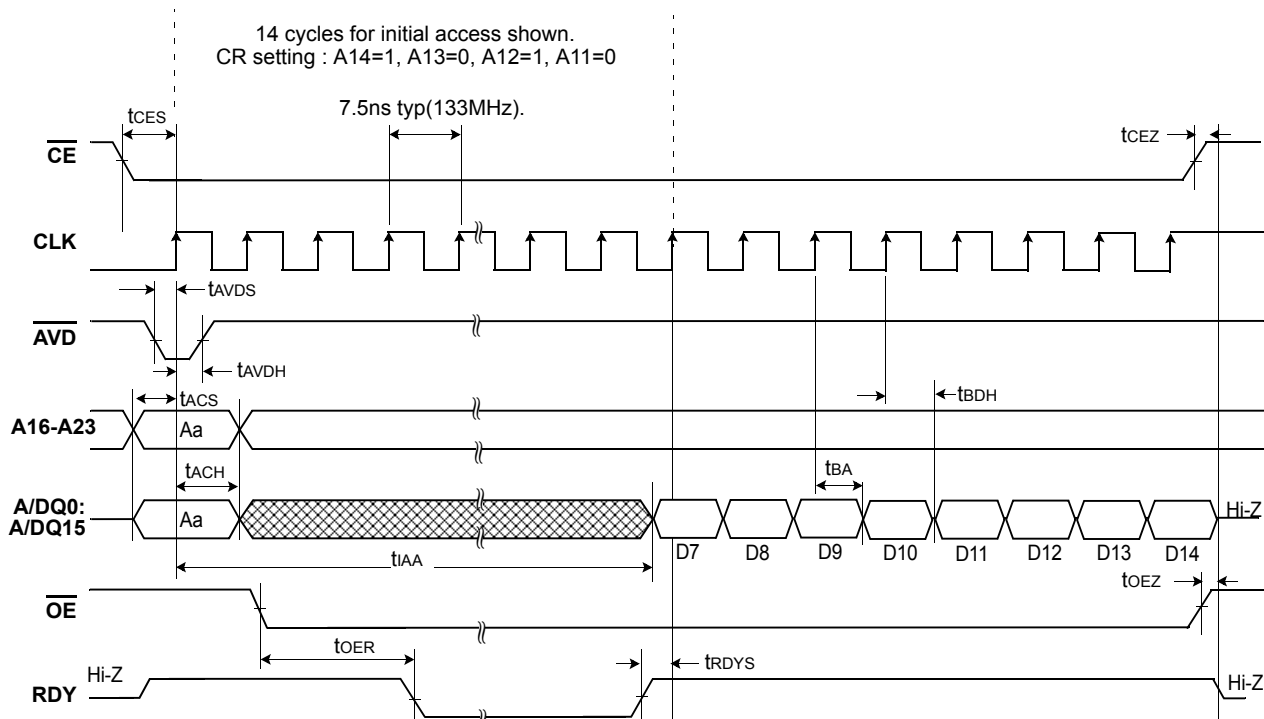 14 cycles for initial access shown.
CR setting : A14=1, A13=0, A12=1, A11=0
7.5ns typ(133MHz).
tCES
tCEZ
CE
CLK
tAVDS
AVD
tAVDH
tACS
tBDH
A16-A23
Aa
tACH
tBA
A/DQ0:
A/DQ15
Aa
Hi-Z
D7 D8 D9 D10 D11 D12 D13 D14
tIAA
tOEZ
OE
tOER
tRDYS
Hi-Z
RDY
Hi-Z